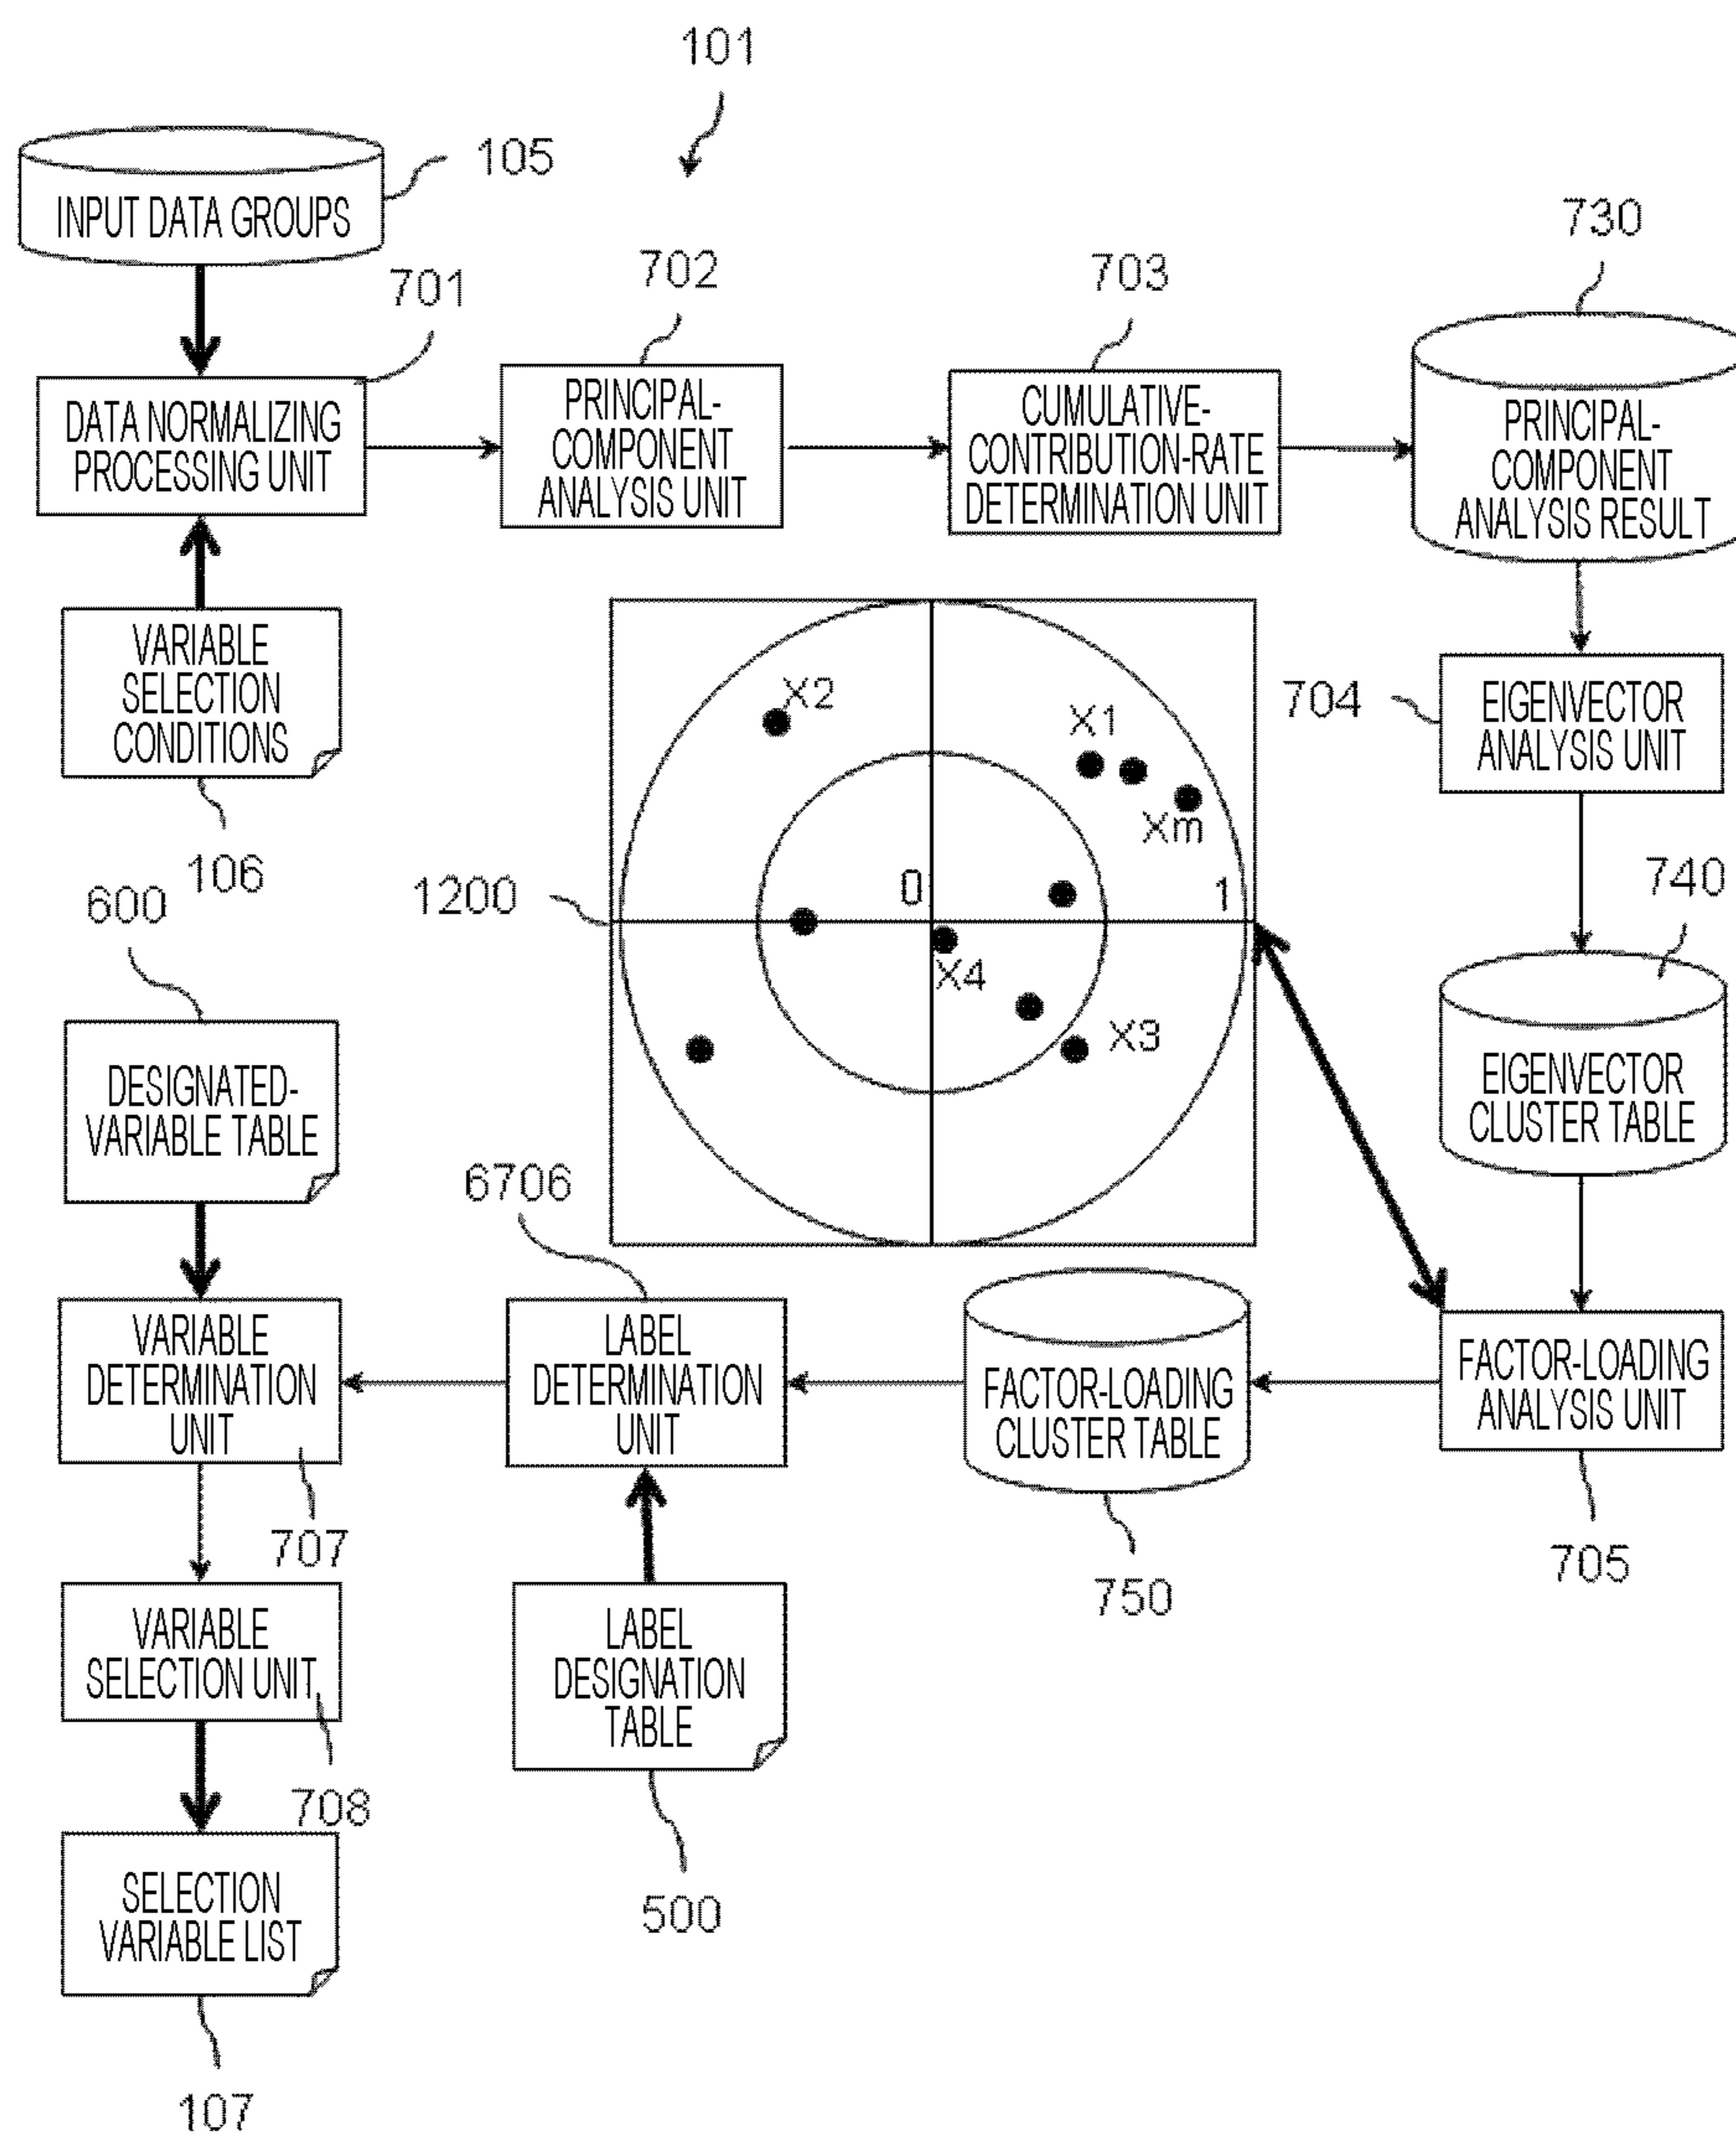 101
105
INPUT DATA GROUPS
701
702
703
730
DATA NORMALIZING
PROCESSING UNIT
PRINCIPAL-
COMPONENT
ANALYSIS UNIT
CUMULATIVE-
CONTRIBUTION-RATE
DETERMINATION UNIT
PRINCIPAL-
COMPONENT
ANALYSIS RESULT
VARIABLE
SELECTION
CONDITIONS
106
X2
X1
Xm
0
1
X4
X3
1200
704
EIGENVECTOR
ANALYSIS UNIT
740
EIGENVECTOR
CLUSTER TABLE
600
DESIGNATED-
VARIABLE TABLE
6706
VARIABLE
DETERMINATION
UNIT
707
LABEL
DETERMINATION
UNIT
FACTOR-LOADING
CLUSTER TABLE
750
FACTOR-LOADING
ANALYSIS UNIT
705
VARIABLE
SELECTION UNIT
708
LABEL
DESIGNATION
TABLE
500
SELECTION
VARIABLE LIST
107